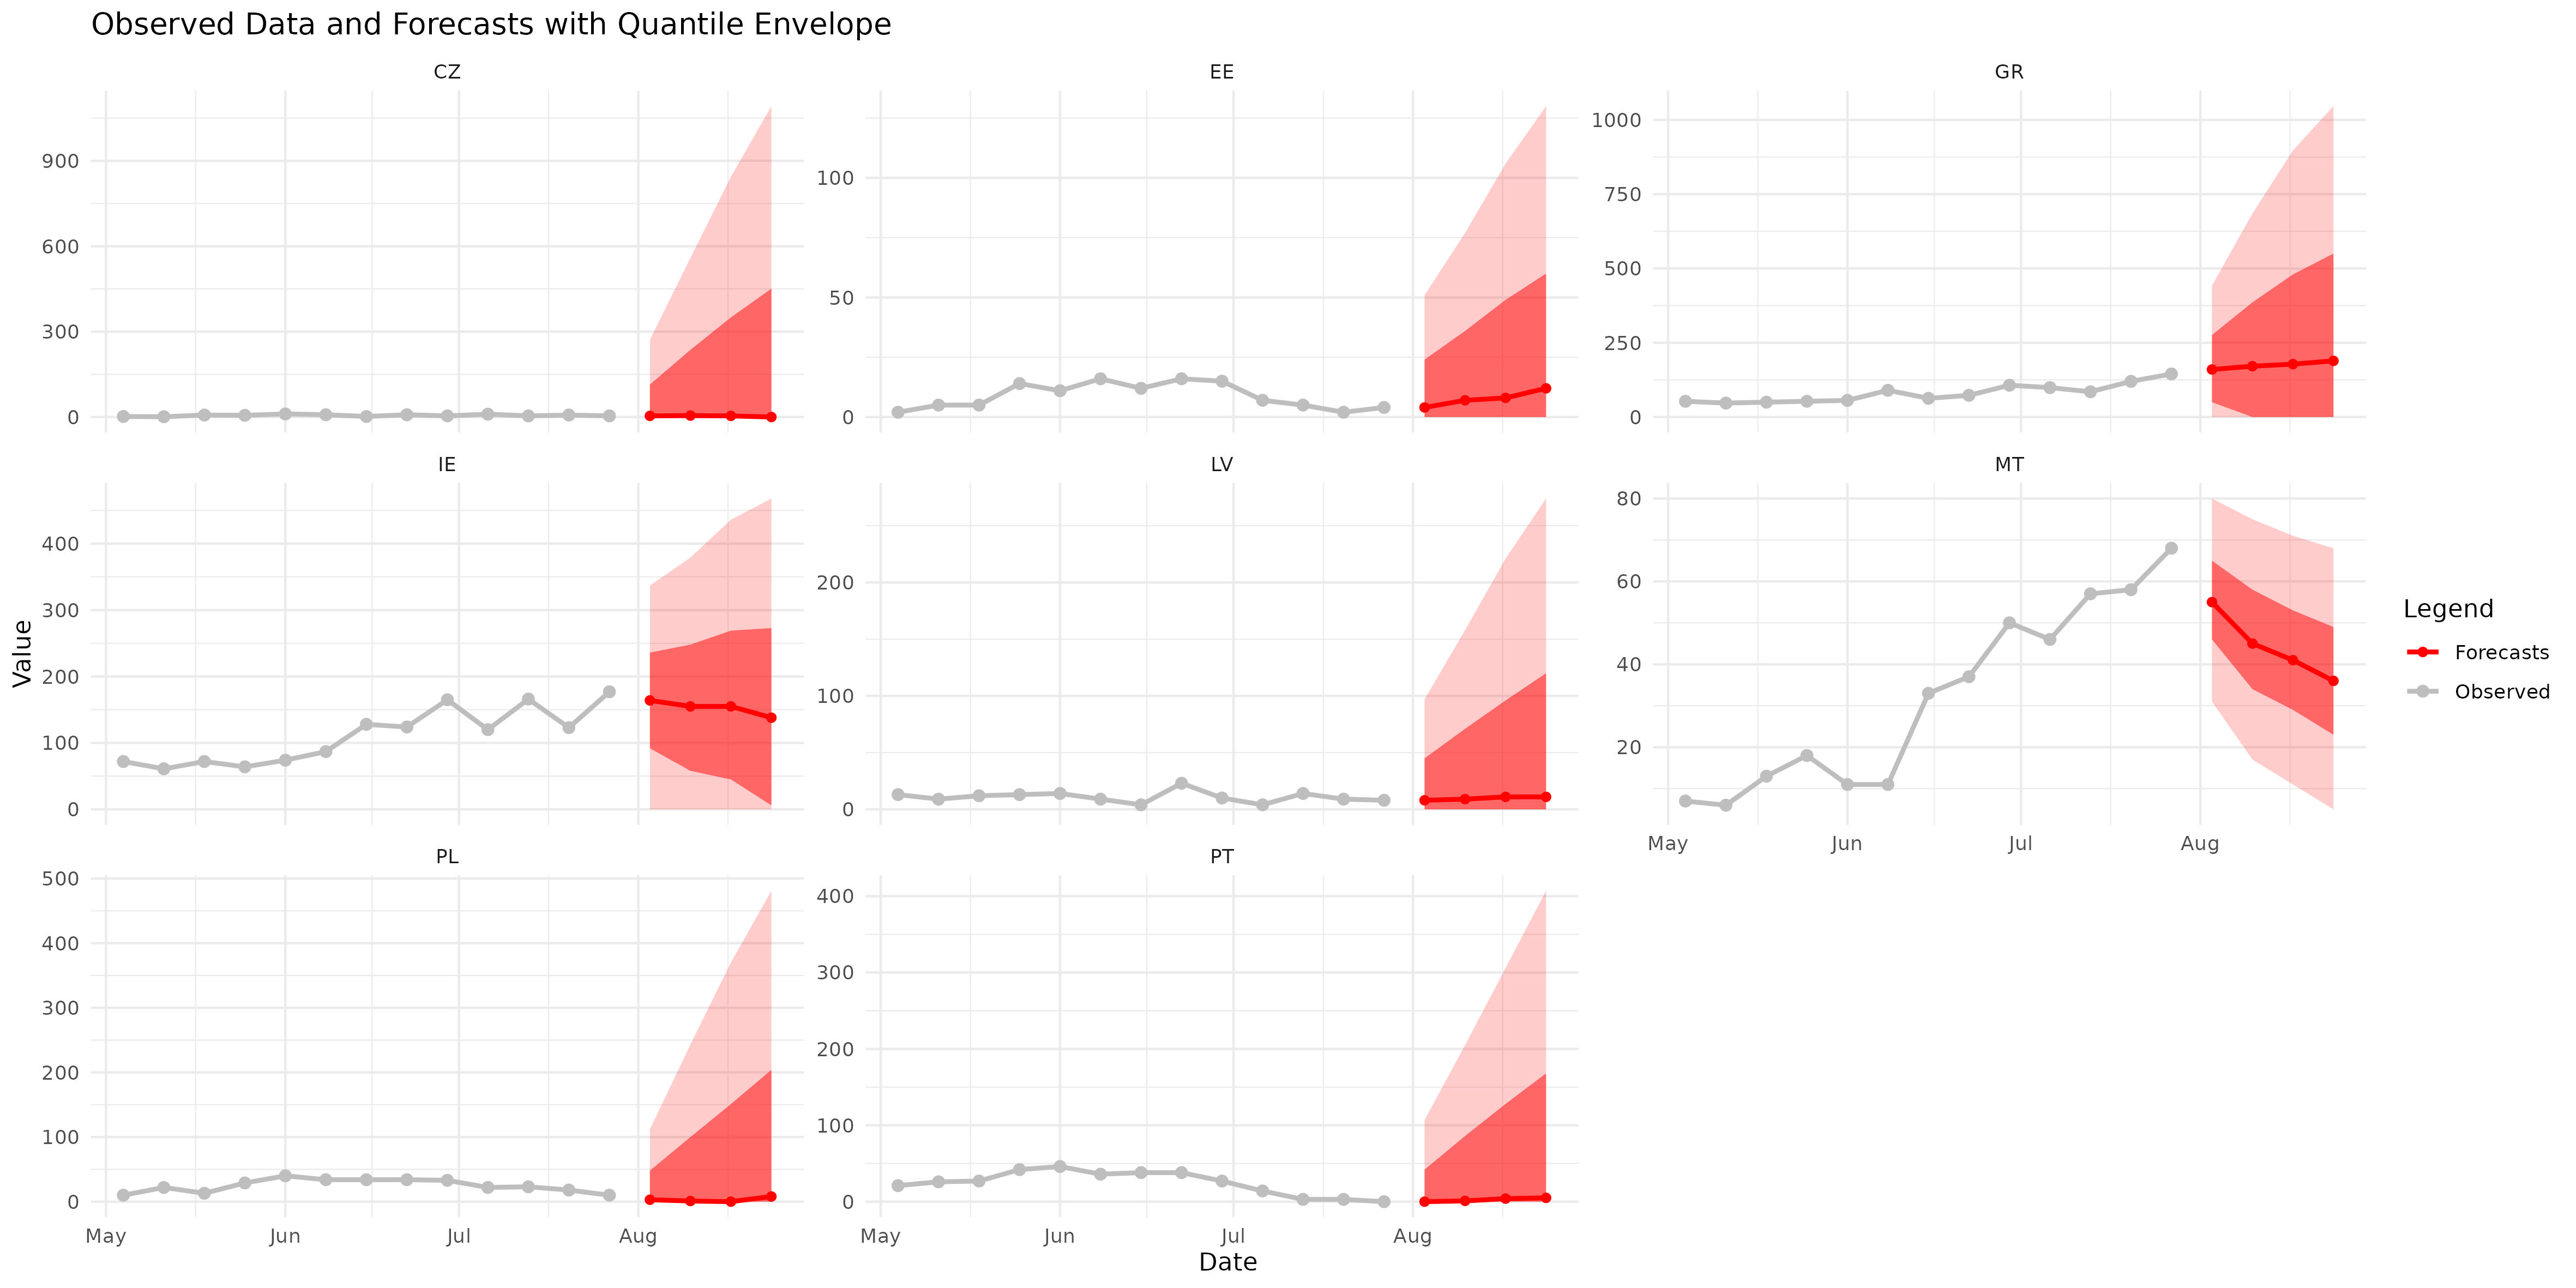 Observed Data and Forecasts with Quantile Envelope
CZ
EE
GR
900
600
300
0
100
50
0
1000
750
500
250
0
IE
LV
MT
400
300
200
100
0
200
100
0
80
60
40
20
May
Jun
Jul
Aug
PL
PT
500
400
300
200
100
0
400
300
200
100
0
May
Jun
Jul
Aug
May
Jun
Jul
Aug
Value
Date
Legend
Forecasts
Observed